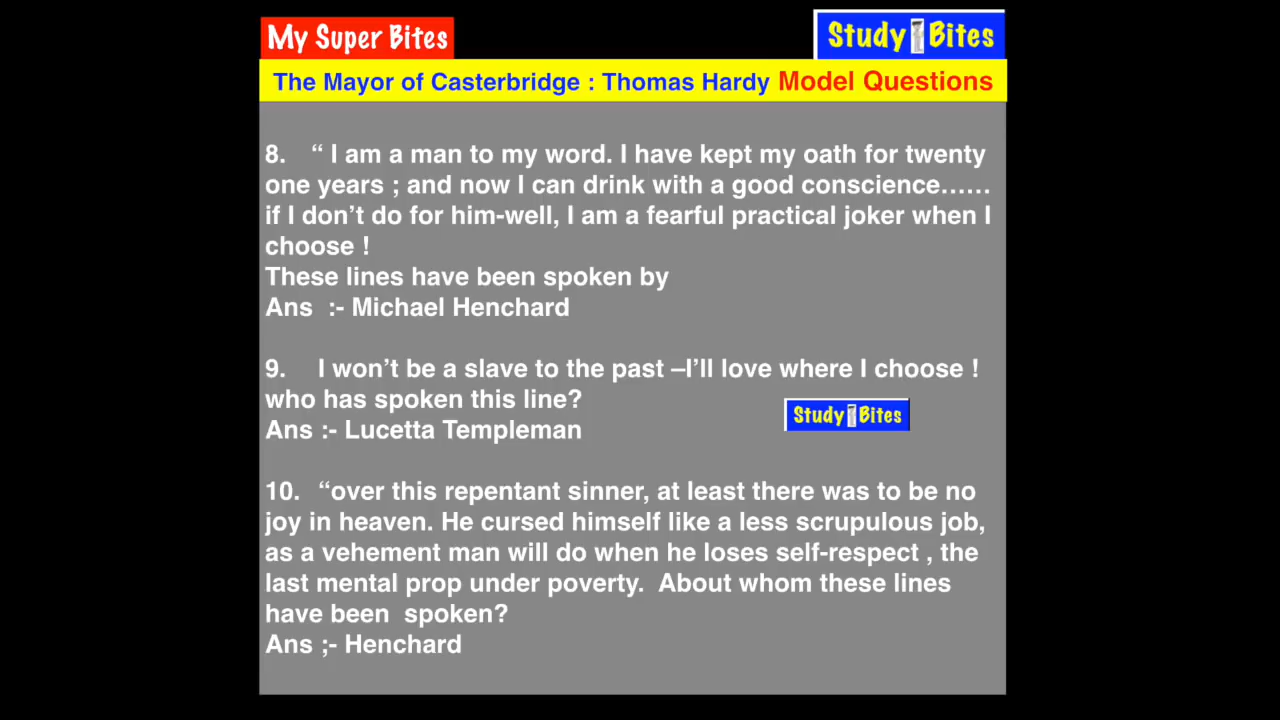 My Super Bites
Study Bites
The Mayor of Casterbridge : Thomas Hardy Model Questions
8. “ I am a man to my word. I have kept my oath for twenty
one years ; and now I can drink with a good conscience……
if I don’t do for him-well, I am a fearful practical joker when I
choose !
These lines have been spoken by
Ans :- Michael Henchard
9. I won’t be a slave to the past –I’ll love where I choose !
who has spoken this line?
Study Bites
Ans :- Lucetta Templeman
10. “over this repentant sinner, at least there was to be no
joy in heaven. He cursed himself like a less scrupulous job,
as a vehement man will do when he loses self-respect , the
last mental prop under poverty. About whom these lines
have been spoken?
Ans ;- Henchard